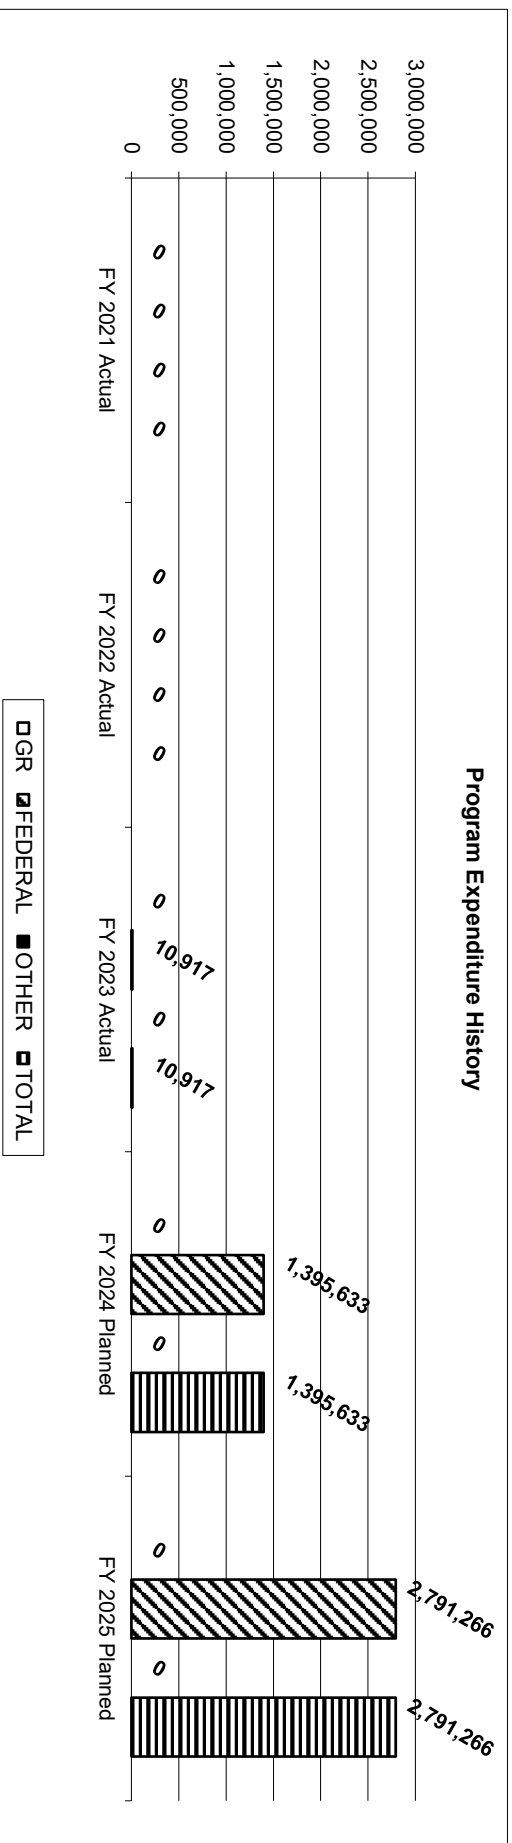 Program Expenditure History
3,000,000
2,500,000
2,000,000
1,500,000
1,000,000
500,000
0
0 0 0 0
0 0 0 0
0 10,917 0 10,917
0 1,395,633 0 1,395,633
0 2,791,266 0 2,791,266
FY 2021 Actual FY 2022 Actual FY 2023 Actual FY 2024 Planned FY 2025 Planned
GR FEDERAL OTHER TOTAL